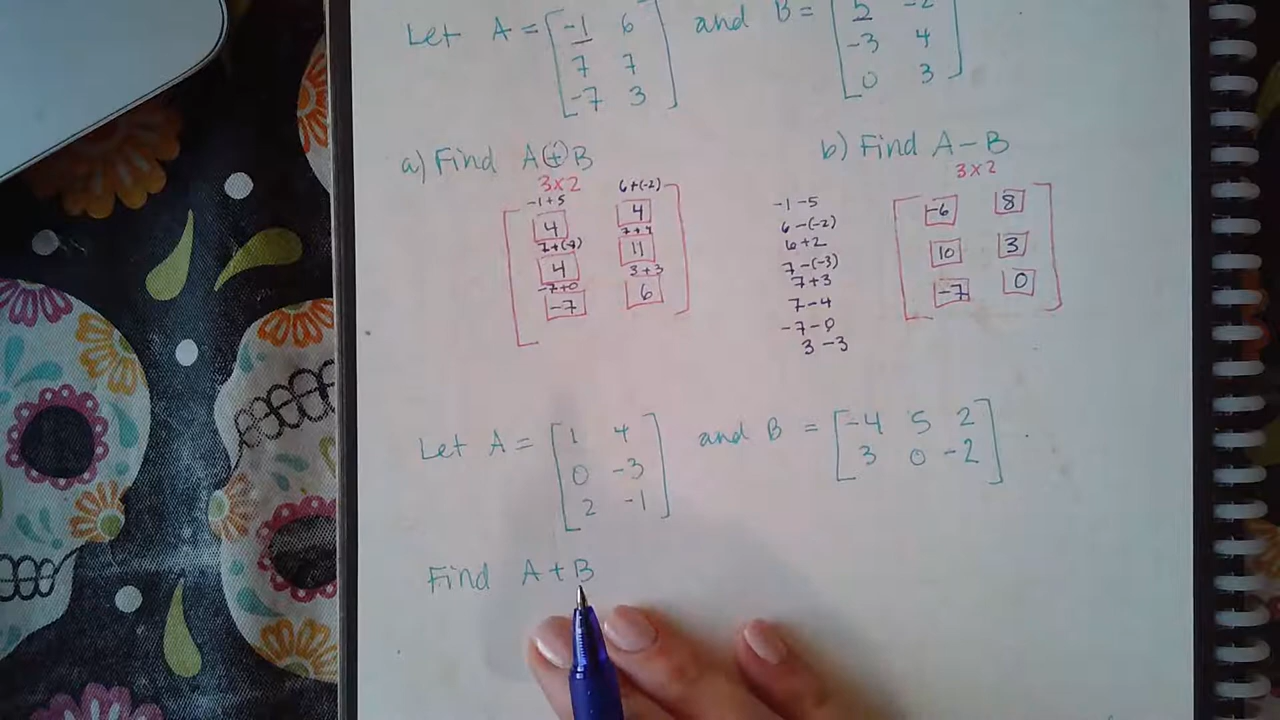 Let A = [-1 6 and B = [5 -2
7 7 -3 4
-7 3] 0 3]
a) Find A+B b) Find A-B
3x2 3x2
-1+5 6+(-2) -1-5 -6 8
4 4 6-(-2)
7+(-3) 7+4 6+2
4 11 7-(-3) 10 3
-7+0 3+3 7+3
-7 6 7-4 -7 0
-7-0
3-3
Let A = [1 4 and B = [-4 5 2
0 -3 3 0 -2].
2 -1]
Find A+B